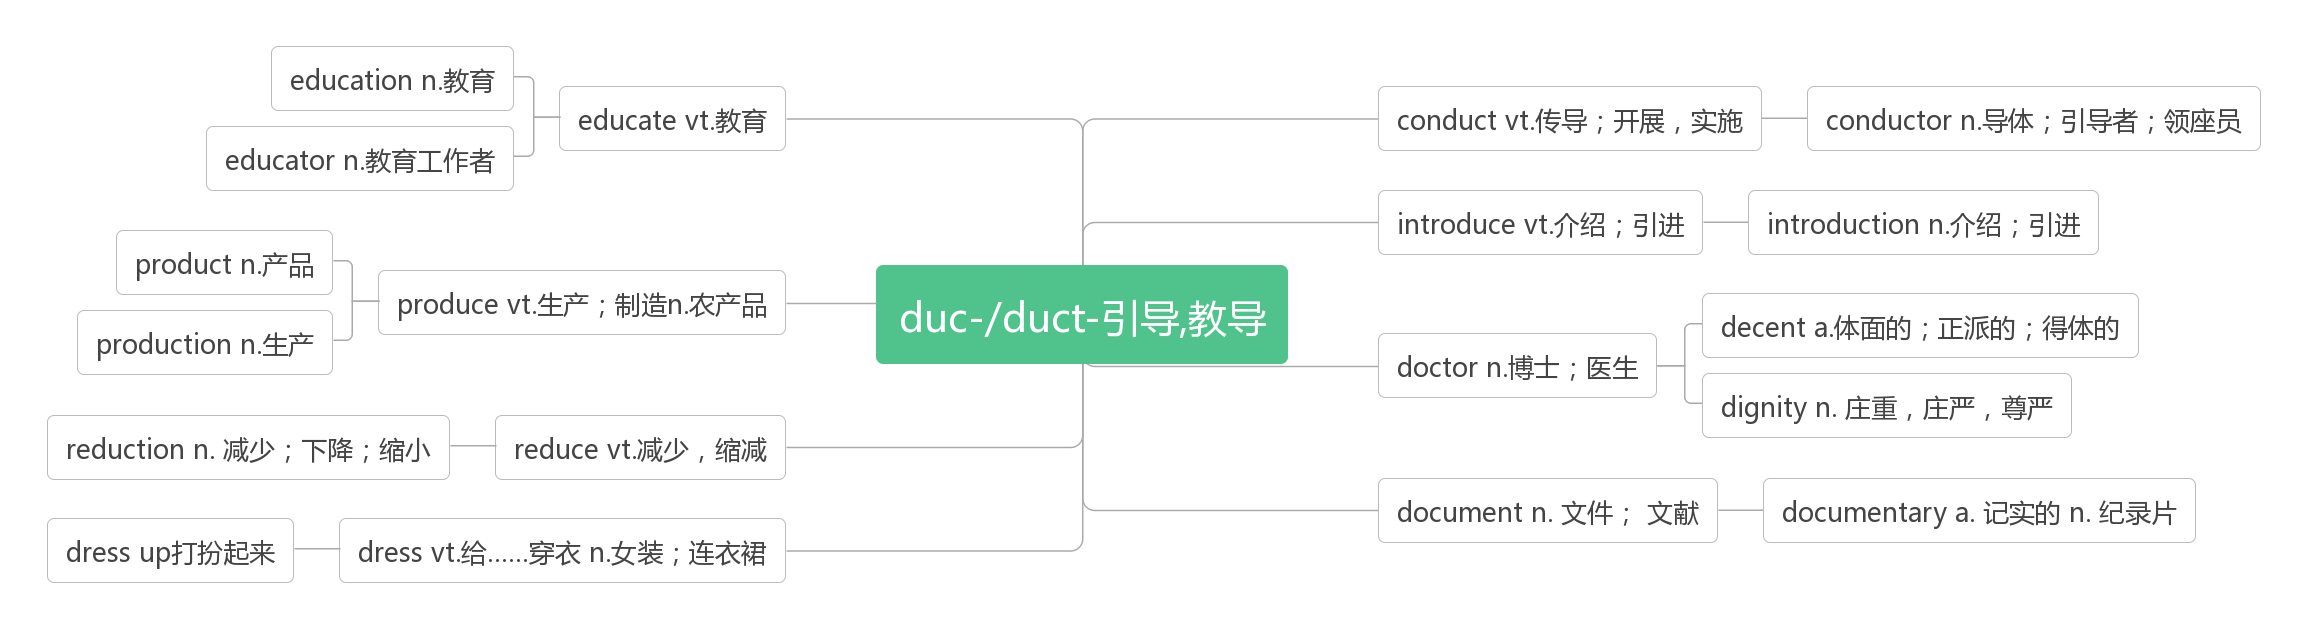 duc-/duct-引导,教导
conduct vt.传导；开展，实施
conductor n.导体；引导者；领座员
introduce vt.介绍；引进
introduction n.介绍；引进
doctor n.博士；医生
decent a.体面的；正派的；得体的
dignity n. 庄重，庄严，尊严
document n. 文件； 文献
documentary a. 记实的 n. 纪录片
educate vt.教育
education n.教育
educator n.教育工作者
produce vt.生产；制造n.农产品
product n.产品
production n.生产
reduce vt.减少，缩减
reduction n. 减少；下降；缩小
dress vt.给……穿衣 n.女装；连衣裙
dress up打扮起来